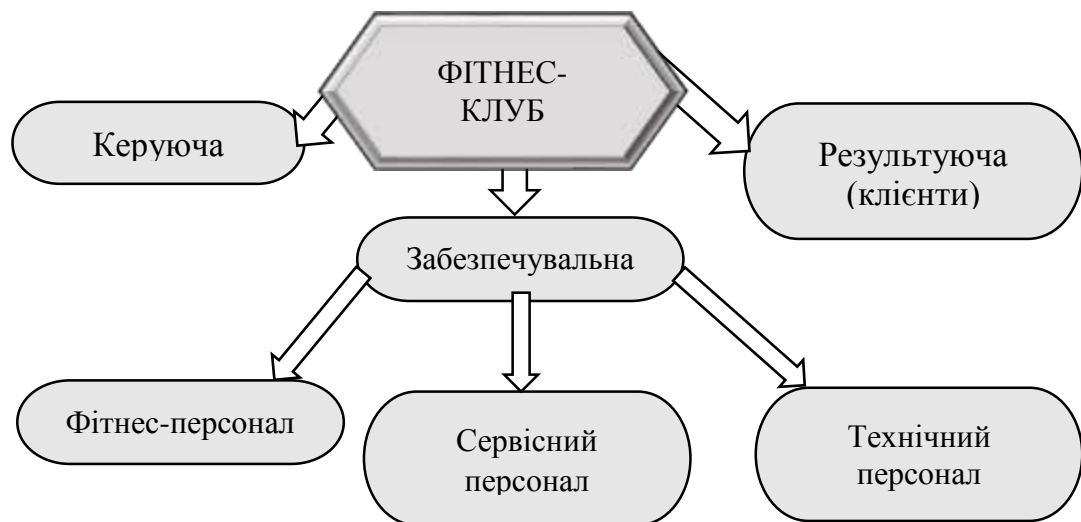 ФІТНЕС-
КЛУБ
Керуюча
Результуюча
(клієнти)
Забезпечувальна
Фітнес-персонал
Сервісний
персонал
Технічний
персонал